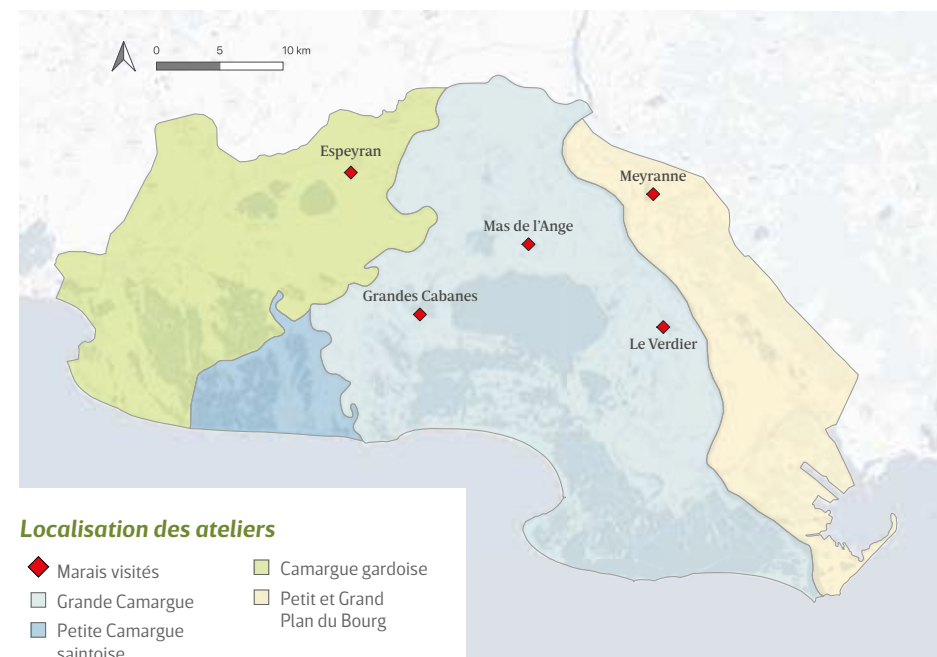 0 5 10 km
Espeyran
Meyranne
Mas de l'Ange
Grandes Cabanes
Le Verdier
Localisation des ateliers
Marais visités
Grande Camargue
Petite Camargue
saintoise
Camargue gardoise
Petit et Grand
Plan du Bourg